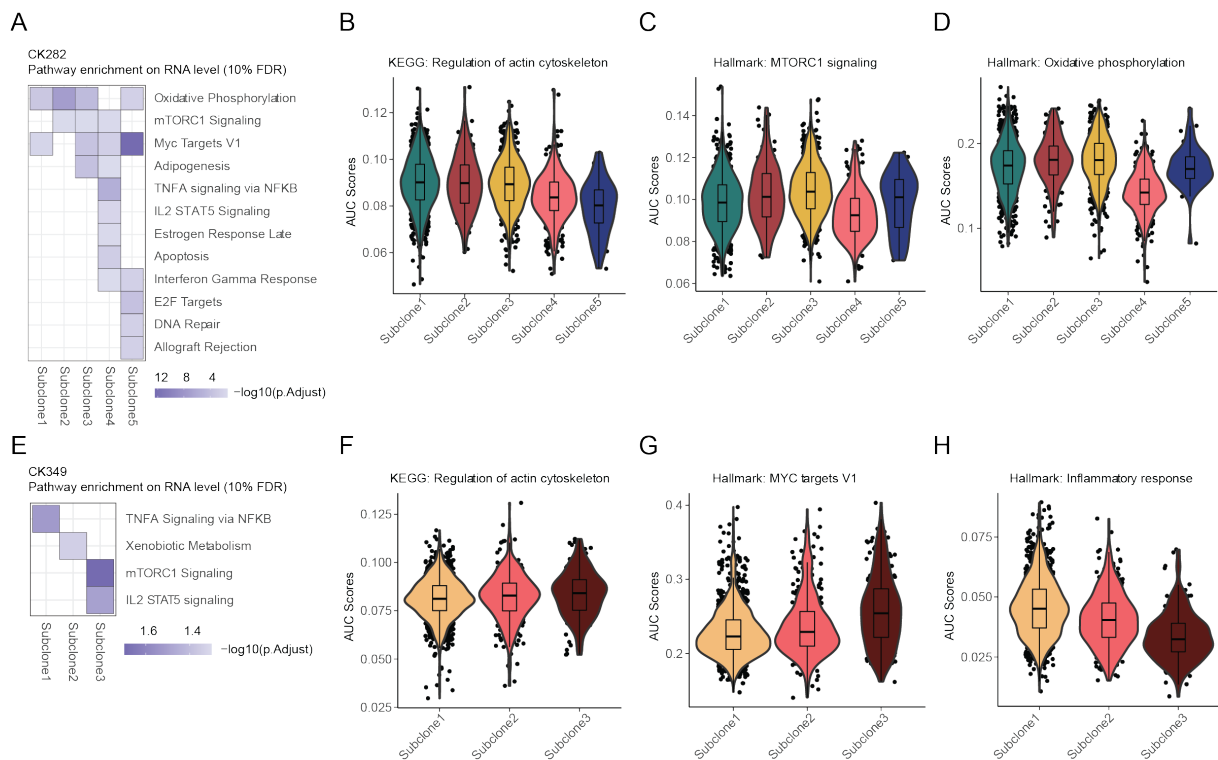 A
CK282
Pathway enrichment on RNA level (10% FDR)
Oxidative Phosphorylation
mTORC1 Signaling
Myc Targets V1
Adipogenesis
TNFA signaling via NFKB
IL2 STAT5 Signaling
Estrogen Response Late
Apoptosis
Interferon Gamma Response
E2F Targets
DNA Repair
Allograft Rejection
Subclone1
Subclone2
Subclone3
Subclone4
Subclone5
12 8 4
−log10(p.Adjust)
B
KEGG: Regulation of actin cytoskeleton
AUC Scores
0.12
0.10
0.08
0.06
Subclone1
Subclone2
Subclone3
Subclone4
Subclone5
C
Hallmark: MTORC1 signaling
AUC Scores
0.14
0.12
0.10
0.08
0.06
Subclone1
Subclone2
Subclone3
Subclone4
Subclone5
D
Hallmark: Oxidative phosphorylation
AUC Scores
0.2
0.1
Subclone1
Subclone2
Subclone3
Subclone4
Subclone5
E
CK349
Pathway enrichment on RNA level (10% FDR)
TNFA Signaling via NFKB
Xenobiotic Metabolism
mTORC1 Signaling
IL2 STAT5 signaling
Subclone1
Subclone2
Subclone3
1.6 1.4
−log10(p.Adjust)
F
KEGG: Regulation of actin cytoskeleton
AUC Scores
0.125
0.100
0.075
0.050
0.025
Subclone1
Subclone2
Subclone3
G
Hallmark: MYC targets V1
AUC Scores
0.4
0.3
0.2
Subclone1
Subclone2
Subclone3
H
Hallmark: Inflammatory response
AUC Scores
0.075
0.050
0.025
Subclone1
Subclone2
Subclone3